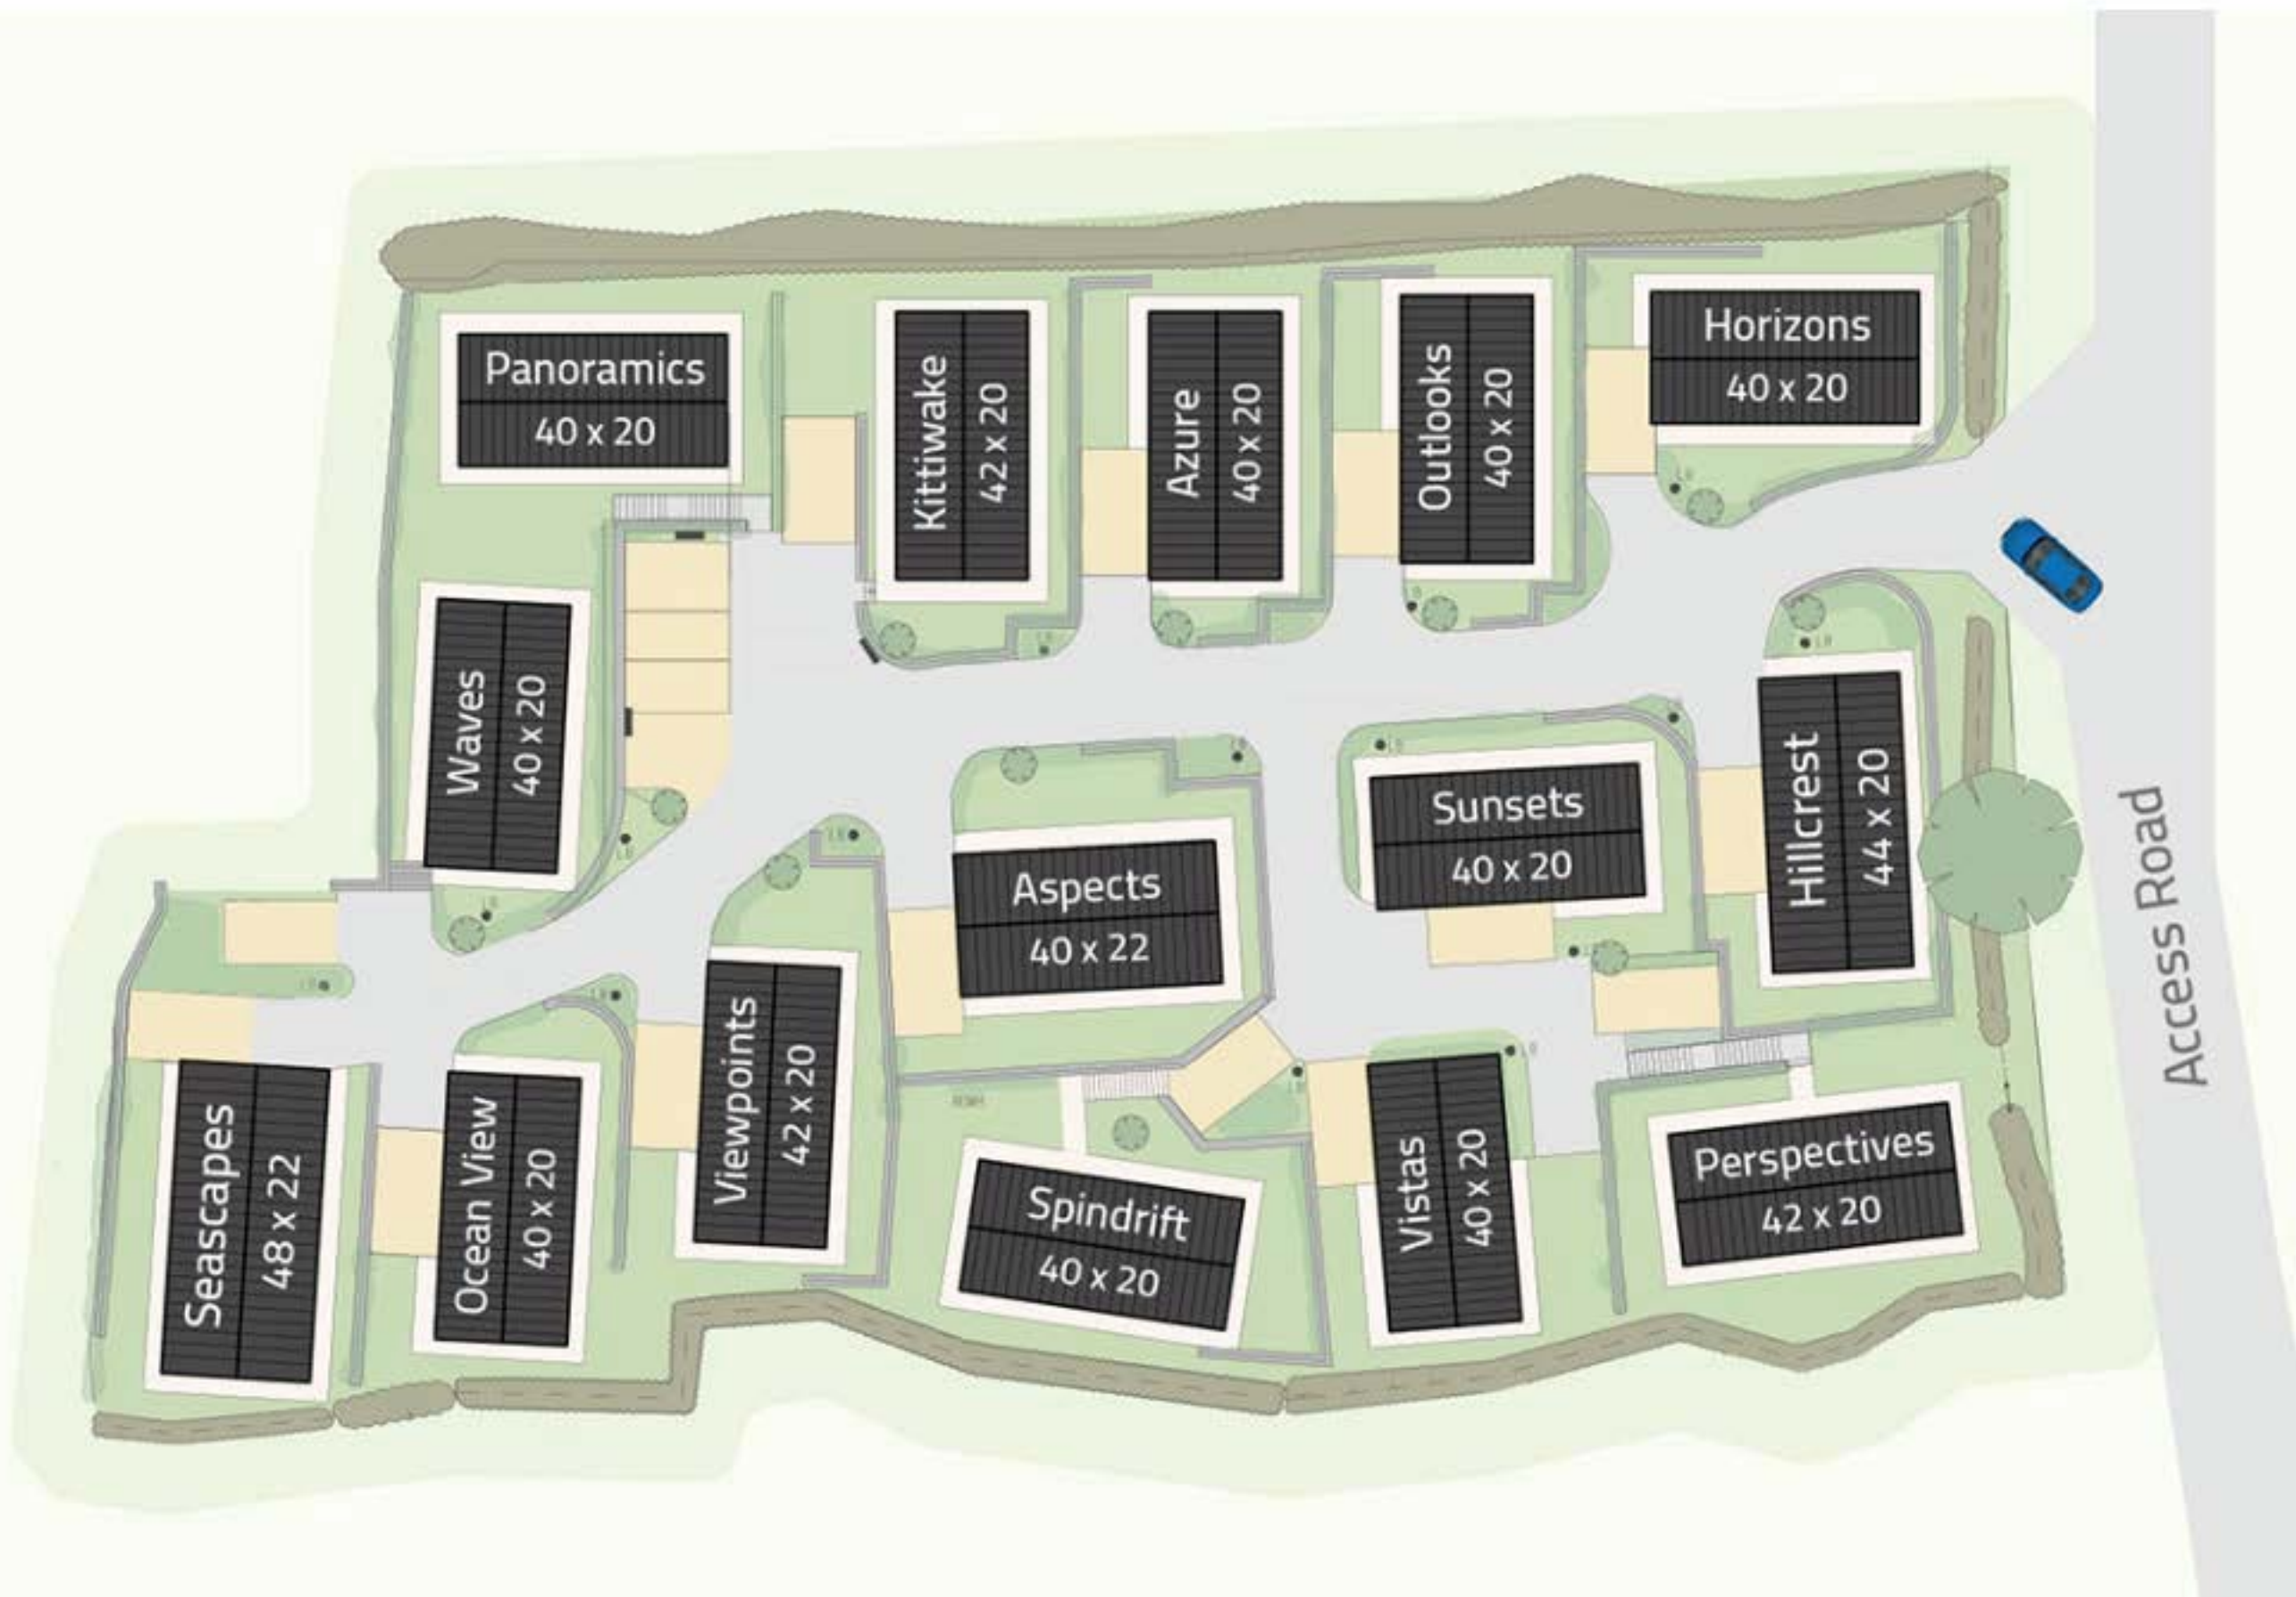 Panoramics
40 x 20
Kittiwake
42 x 20
Azure
40 x 20
Outlooks
40 x 20
Horizons
40 x 20
Waves
40 x 20
Aspects
40 x 22
Sunsets
40 x 20
Hillcrest
44 x 20
Access Road
Seascapes
48 x 22
Ocean View
40 x 20
Viewpoints
42 x 20
Spindrift
40 x 20
Vistas
40 x 20
Perspectives
42 x 20